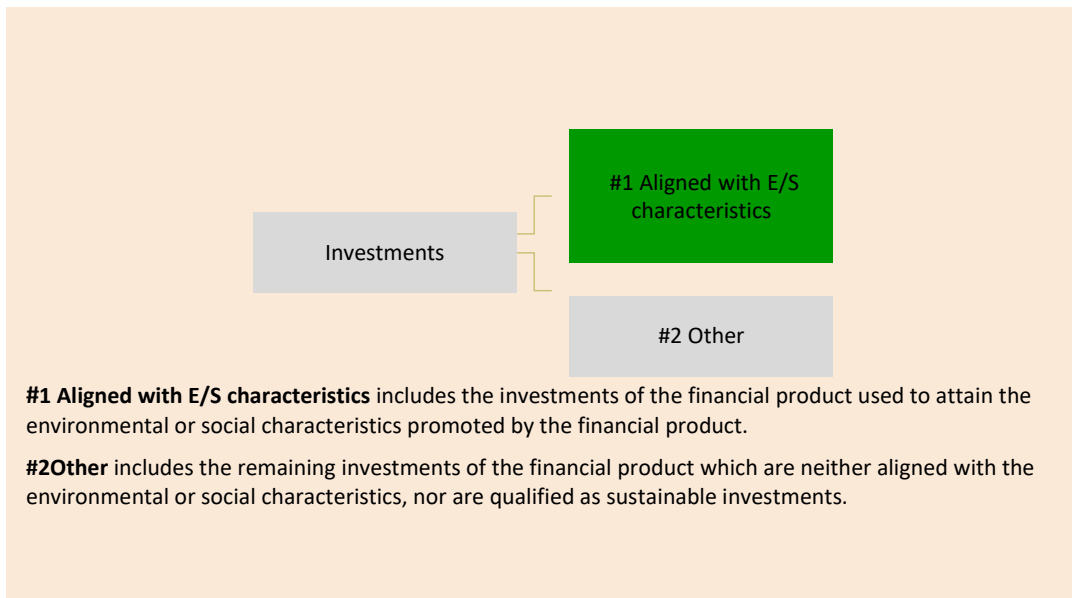 #1 Aligned with E/S
characteristics
Investments
#2 Other
#1 Aligned with E/S characteristics includes the investments of the financial product used to attain the
environmental or social characteristics promoted by the financial product.
#2Other includes the remaining investments of the financial product which are neither aligned with the
environmental or social characteristics, nor are qualified as sustainable investments.